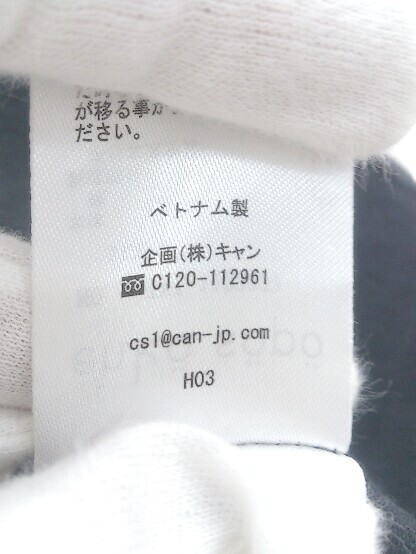 が移る事が
ださい。
ベトナム製
企画(株)キャン
C120-112961
cs1@can-jp.com
H03